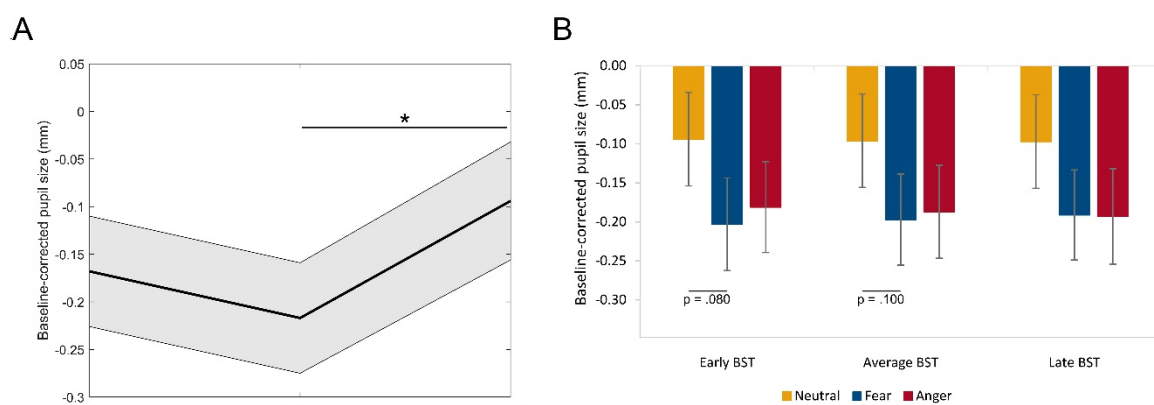 A
Baseline-corrected pupil size (mm)
0.05
0
-0.05
-0.1
-0.15
-0.2
-0.25
-0.3
*
B
Baseline-corrected pupil size (mm)
0.00
-0.05
-0.10
-0.15
-0.20
-0.25
-0.30
p = .080
p = .100
Early BST Average BST Late BST
Neutral Fear Anger